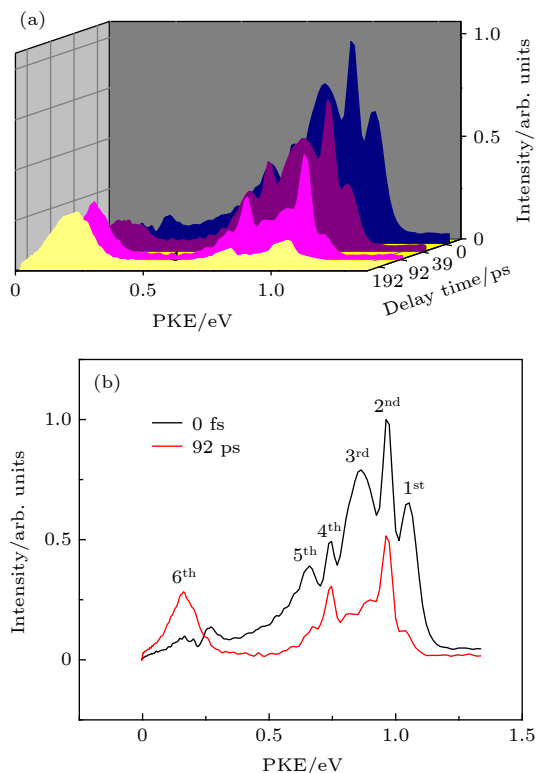 (a)
1.0
0.5
0
Intensity/arb. units
0
39
92
192
Delay time/ps
0
0.5
1.0
PKE/eV
(b)
0 fs
92 ps
1st
2nd
3rd
4th
5th
6th
1.0
0.5
0
Intensity/arb. units
0
0.5
1.0
1.5
PKE/eV